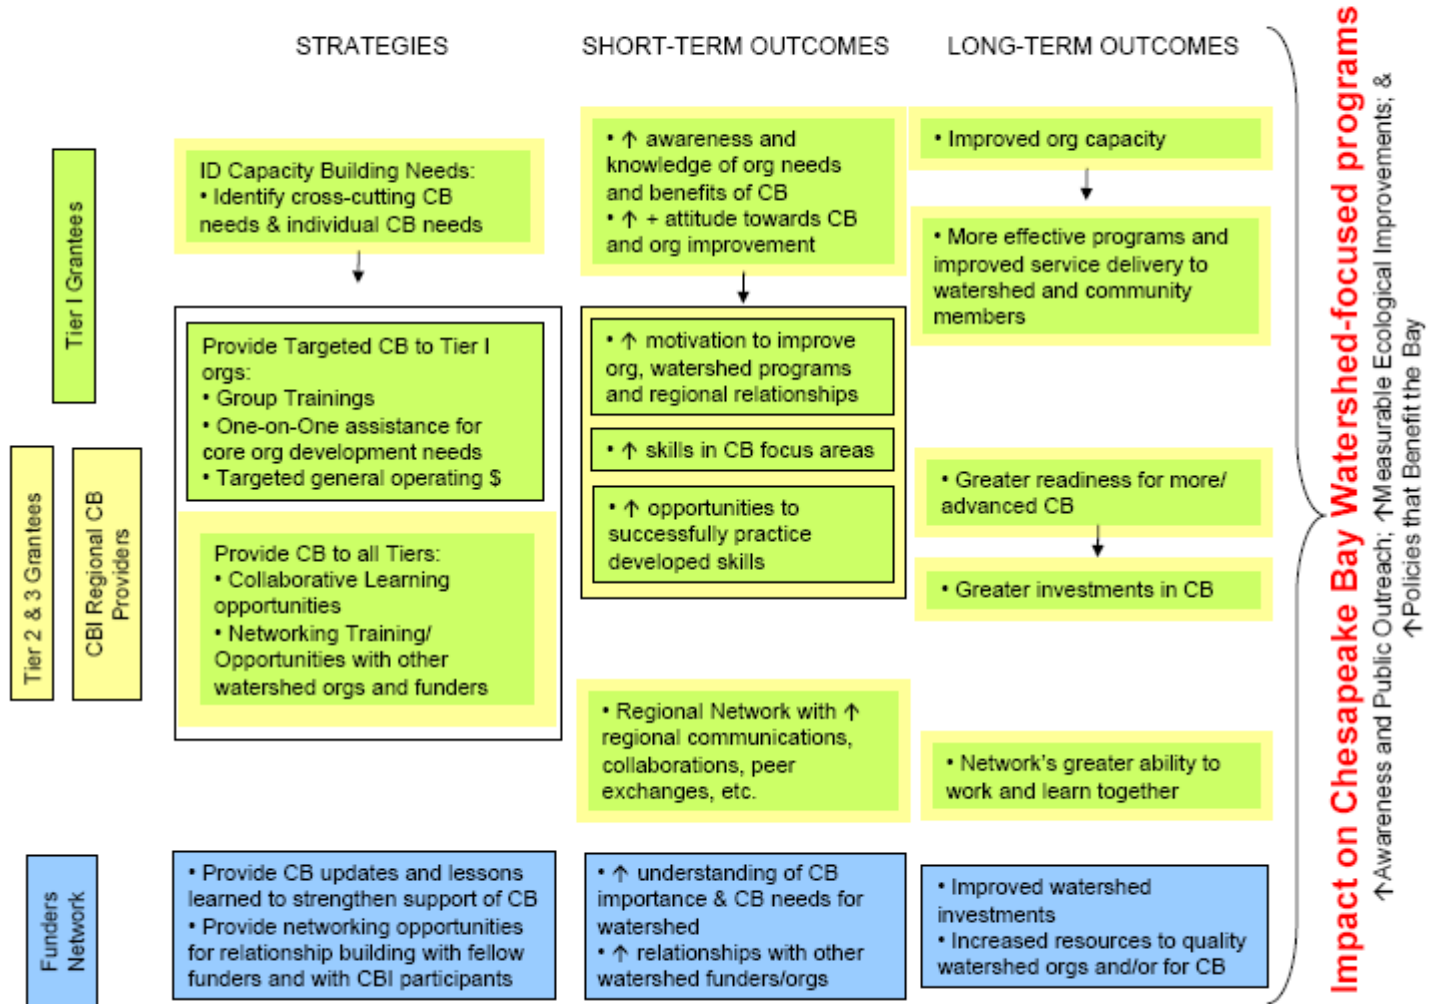 STRATEGIES
SHORT-TERM OUTCOMES
LONG-TERM OUTCOMES
Tier I Grantees
ID Capacity Building Needs:
• Identify cross-cutting CB
needs & individual CB needs
Provide Targeted CB to Tier I
orgs:
• Group Trainings
• One-on-One assistance for
core org development needs
• Targeted general operating $
• ↑ awareness and
knowledge of org needs
and benefits of CB
• ↑ + attitude towards CB
and org improvement
• ↑ motivation to improve
org, watershed programs
and regional relationships
• ↑ skills in CB focus areas
• ↑ opportunities to
successfully practice
developed skills
• Improved org capacity
• More effective programs and
improved service delivery to
watershed and community
members
Tier 2 & 3 Grantees
CBI Regional CB
Providers
Provide CB to all Tiers:
• Collaborative Learning
opportunities
• Networking Training/
Opportunities with other
watershed orgs and funders
• Regional Network with ↑
regional communications,
collaborations, peer
exchanges, etc.
• Greater readiness for more/
advanced CB
• Greater investments in CB
• Network's greater ability to
work and learn together
Funders
Network
• Provide CB updates and lessons
learned to strengthen support of CB
• Provide networking opportunities
for relationship building with fellow
funders and with CBI participants
• ↑ understanding of CB
importance & CB needs for
watershed
• ↑ relationships with other
watershed funders/orgs
• Improved watershed
investments
• Increased resources to quality
watershed orgs and/or for CB
Impact on Chesapeake Bay Watershed-focused programs
↑Awareness and Public Outreach; ↑Measurable Ecological Improvements; &
↑Policies that Benefit the Bay